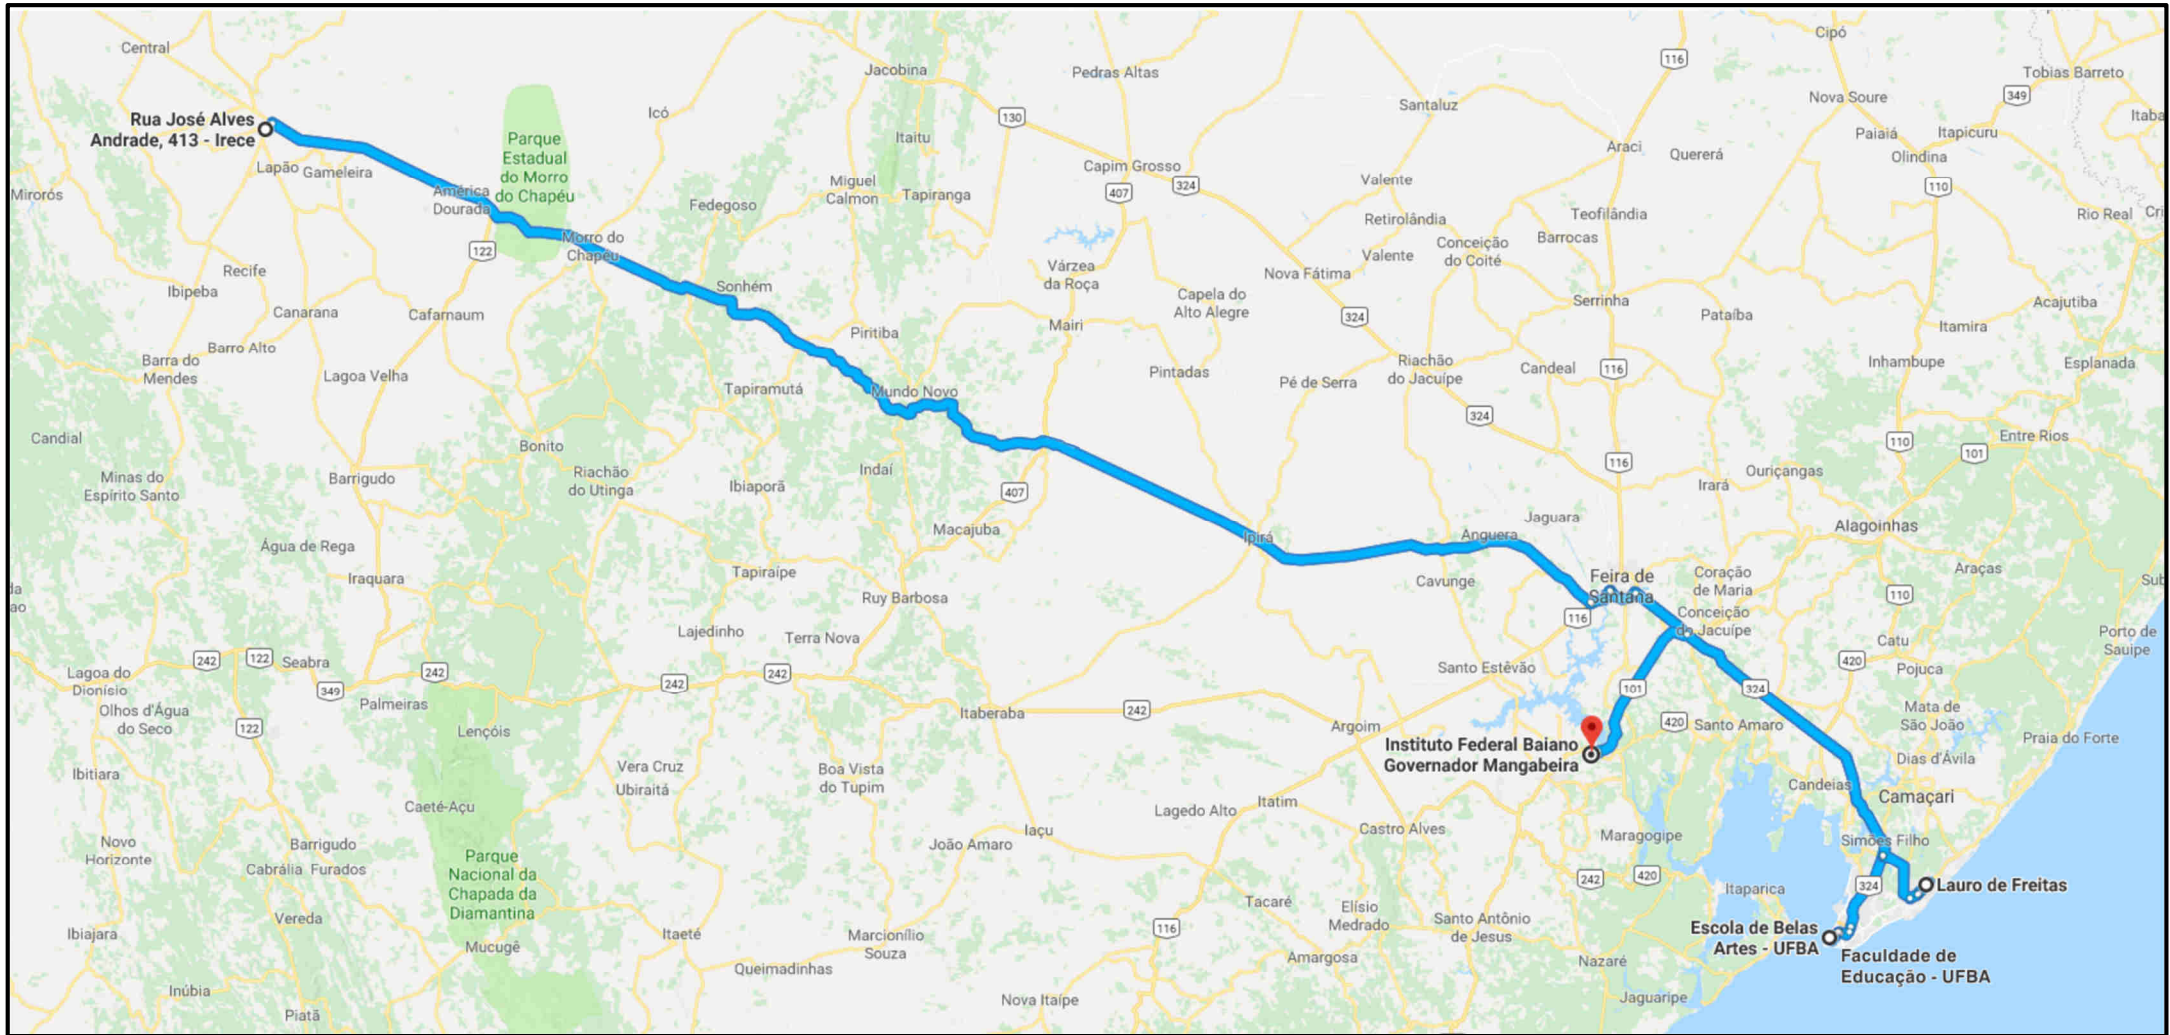 Central
Cipó
Jacobina
Pedras Altas
116
Tobias Barreto
349
Nova Soure
Santaluz
Icó
130
Itaba
Rua José Alves
Andrade, 413 - Irece
Parque
Estadual
do Morro
do Chapéu
Itaitu
Paiaiá
Itapicuru
Araci
Quererá
Olindina
Lapão
Gameleira
Capim Grosso
407
324
Valente
110
Mirorós
América
Dourada
Miguel
Calmon
Tapiranga
Fedegoso
Retirolândia
Teofilândia
Rio Real
Cri
122
Morro do
Chapéu
Barrocas
Conceição
do Coité
Valente
Recife
Várzea
da Roça
Nova Fátima
Ibipeba
Sonhém
Capela do
Alto Alegre
Serrinha
Acajutiba
Canarana
Cafarnaum
324
Pataíba
Piritiba
Mairi
Itamira
Barro Alto
Barra do
Mendes
Lagoa Velha
Tapiramutá
Mundo Novo
Pintadas
Pé de Serra
Riachão
do Jacuípe
Candeal
116
Inhambupe
Esplanada
324
Candial
Bonito
110
101
Entre Rios
Minas do
Espírito Santo
Barrigudo
Riachão
do Utinga
Ibiaporã
Indaí
407
116
Ouriçangas
Irará
Macajuba
Jaguara
Alagoinhas
Água de Rega
Ipirá
Anguera
Iraquara
Tapiraípe
Cavunge
Feira de
Santana
Coração
de Maria
Araças
Sub
da
ao
Ruy Barbosa
116
Conceição
do Jacuípe
110
Lajedinho
Terra Nova
Catu
Porto de
Sauipe
242
122
Seabra
242
Santo Estêvão
420
Pojuca
Lagoa do
Dionísio
349
Palmeiras
242
242
101
324
Olhos d'Água
do Seco
122
Lençóis
Itaberaba
242
Argoim
420
Santo Amaro
Mata de
São João
Praia do Forte
Instituto Federal Baiano
Governador Mangabeira
Ibitiara
Vera Cruz
Ubiraitá
Boa Vista
do Tupim
Dias d'Ávila
Caeté-Açu
Lagedo Alto
Itatim
Candeias
Camaçari
Novo
Horizonte
Barrigudo
Iaçu
Castro Alves
Maragogipe
Simões Filho
João Amaro
Cabrália
Furados
Parque
Nacional da
Chapada da
Diamantina
242
420
Itaparica
324
Lauro de Freitas
Vereda
Tacaré
Elísio
Medrado
Santo Antônio
de Jesus
Ibiajara
Mucugê
Itaeté
Marcionílio
Souza
116
Escola de Belas
Artes - UFBA
Faculdade de
Educação - UFBA
Queimadinhas
Amargosa
Nazaré
Inúbia
Piatã
Nova Itaípe
Jaguaripe